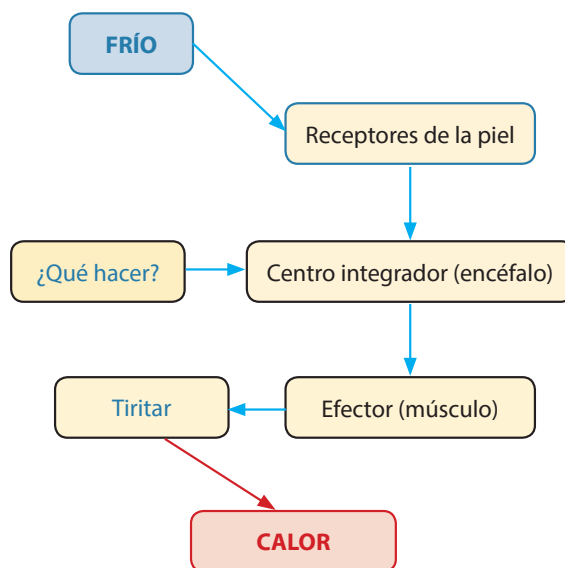 FRÍO
Receptores de la piel
¿Qué hacer?
Centro integrador (encéfalo)
Tiritar
Efector (músculo)
CALOR